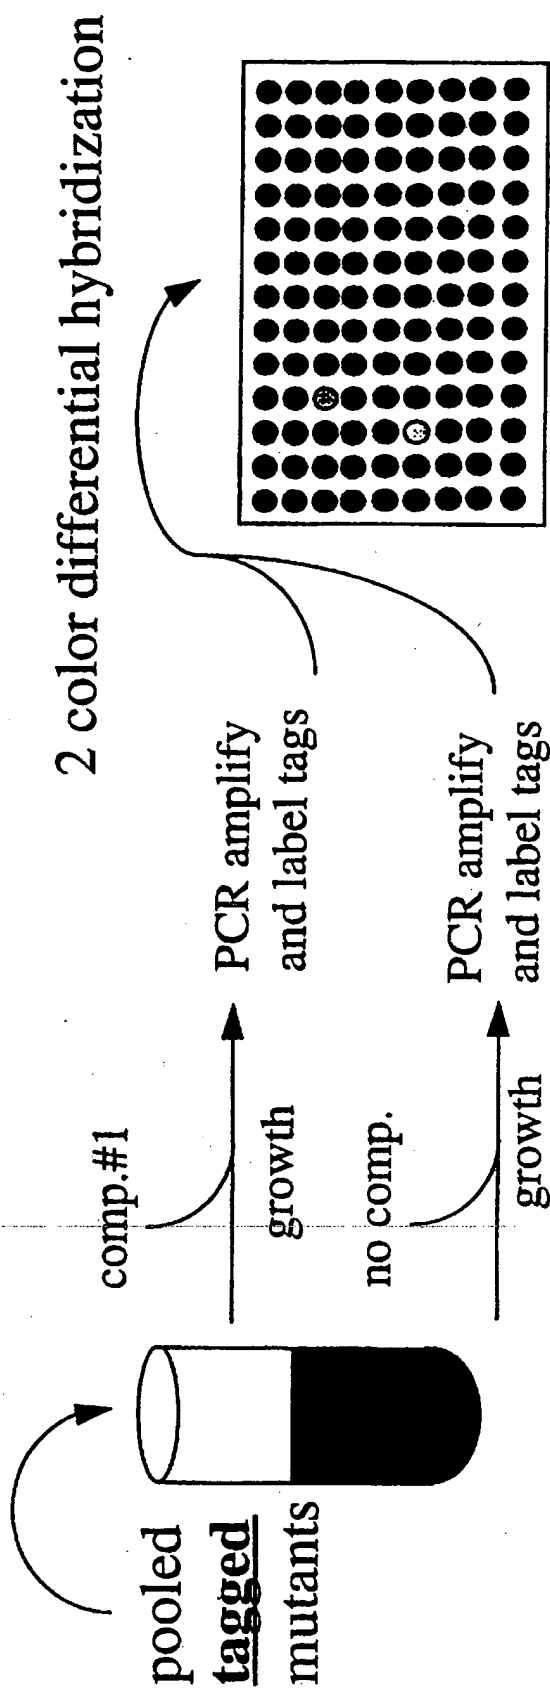 pooled
tagged
mutants
comp.#1
growth
no comp.
growth
PCR amplify
and label tags
PCR amplify
and label tags
2 color differential hybridization